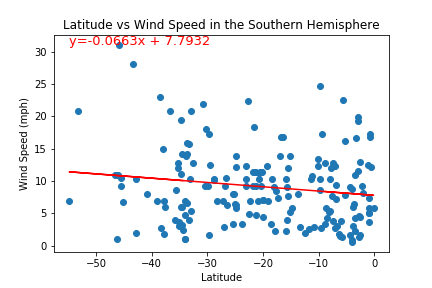 Latitude vs Wind Speed in the Southern Hemisphere
y=-0.0663x + 7.7932
30
25
20
15
10
5
0
Wind Speed (mph)
−50 −40 −30 −20 −10 0
Latitude